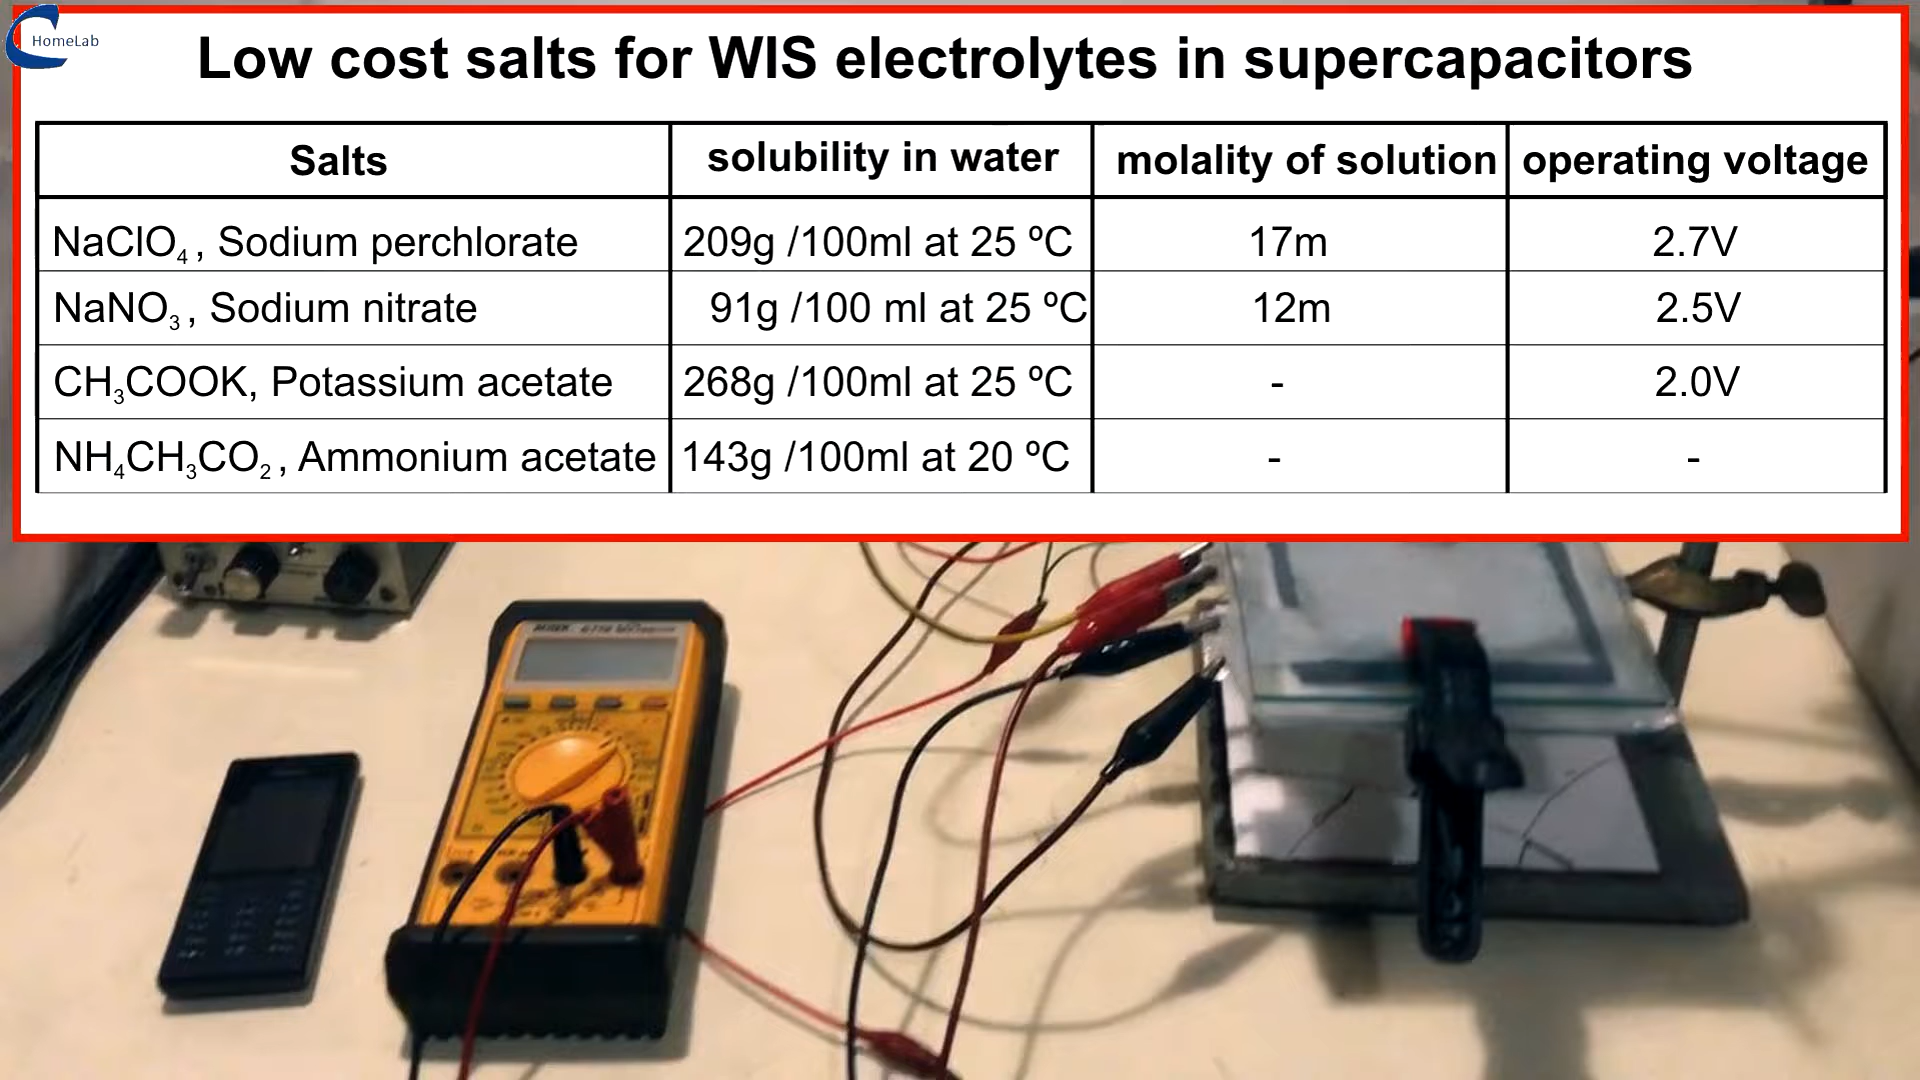 HomeLab
Low cost salts for WIS electrolytes in supercapacitors
Salts solubility in water molality of solution operating voltage
NaClO₄ , Sodium perchlorate 209g /100ml at 25 ºC 17m 2.7V
NaNO₃ , Sodium nitrate 91g /100 ml at 25 ºC 12m 2.5V
CH₃COOK, Potassium acetate 268g /100ml at 25 ºC - 2.0V
NH₄CH₃CO₂ , Ammonium acetate 143g /100ml at 20 ºC - -